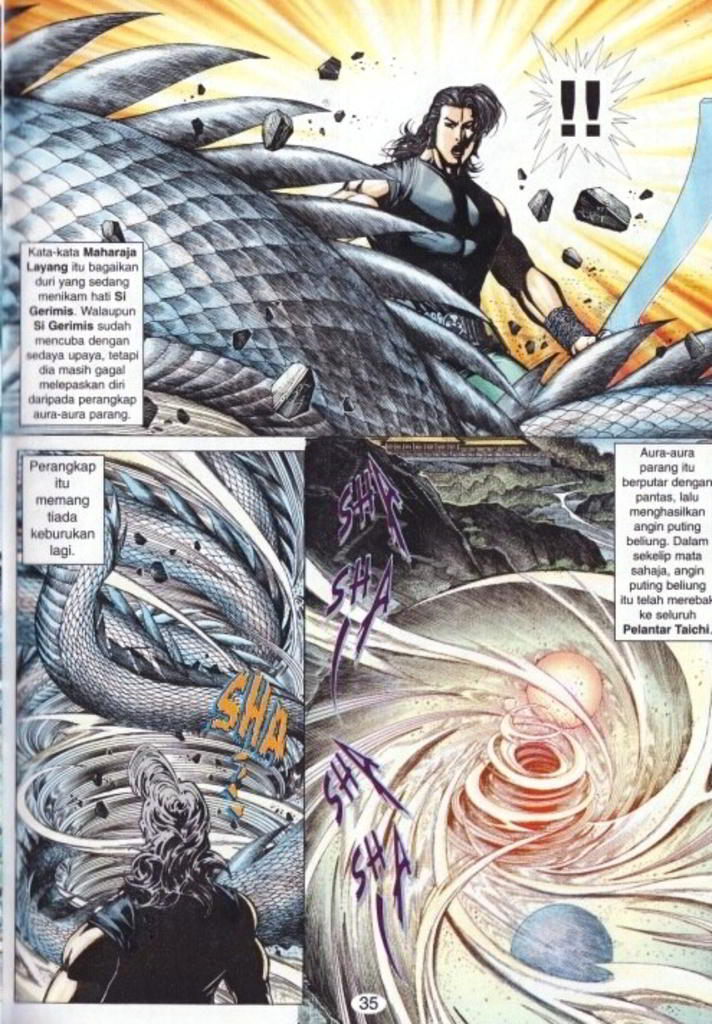 !!
Kata-kata Maharaja
Layang itu bagaikan
duri yang sedang
menikam hati Si
Gerimis. Walaupun
Si Gerimis sudah
mencuba dengan
sedaya upaya, tetapi
dia masih gagal
melepaskan diri
daripada kepungan
aura-aura parang.
Perangkap
itu
memang
tiada
keburukan
lagi.
SHA
Aura-aura
parang itu
berputar dengan
pantas, lalu
menghasilkan
angin puting
beliung. Dalam
sekelip mata
sahaja, angin
puting beliung
itu telah merebak
ke seluruh
Pelantar Taichi.
SHA
SHA
SHA
SHA
35